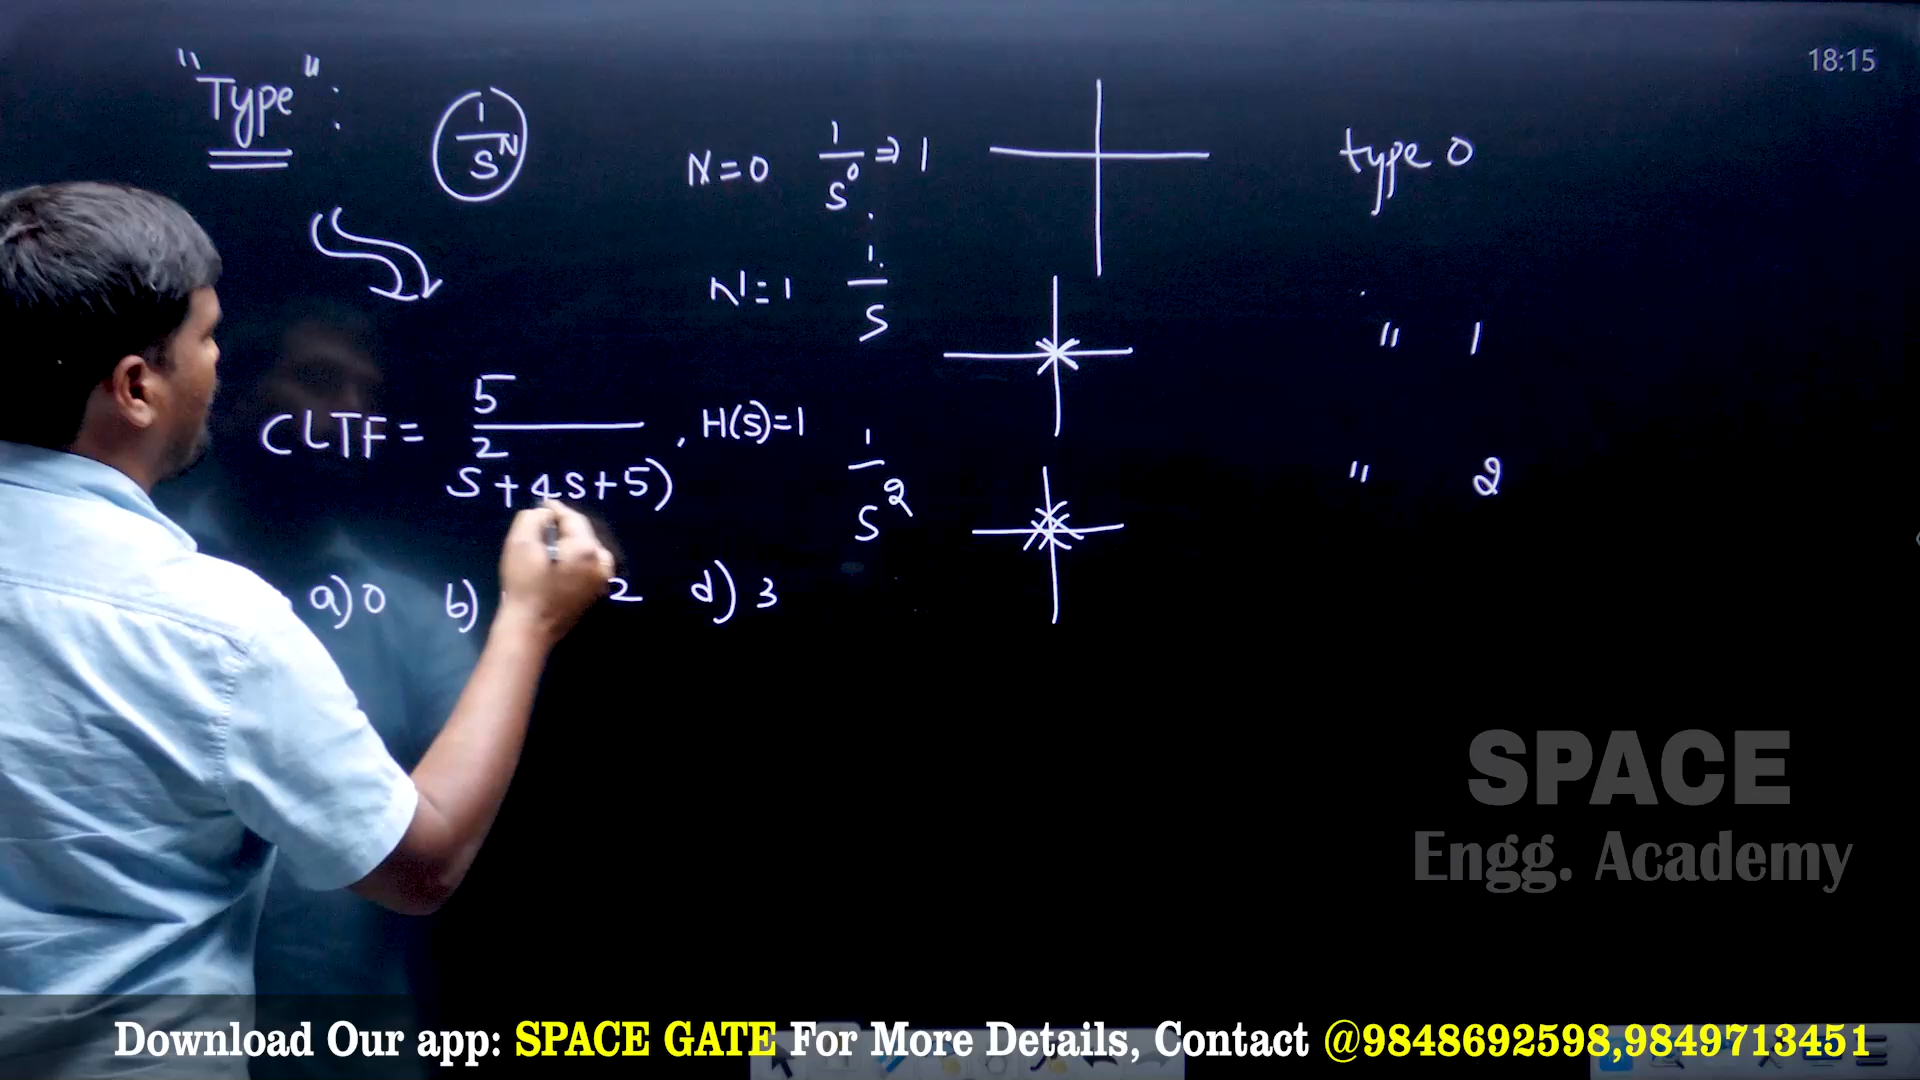 18:15
"Type" :
1
S^N
N=0 1/S^0 ⇒ 1
type 0
N=1 1/S
" 1
CLTF = 5/(S^2+4S+5) , H(S)=1
1/S^2
" 2
a) 0 b) 2 d) 3
SPACE
Engg. Academy
Download Our app: SPACE GATE For More Details, Contact @9848692598,9849713451